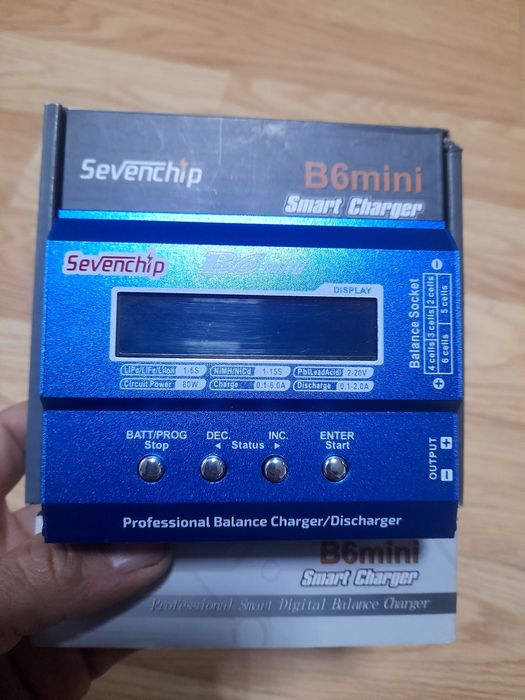 Sevenchip
B6mini
Smart Charger
Sevenchip
B6mini
DISPLAY
LiPo/LiFe/LiIon 1-6S NiMH/NiCd 1-15S Pb(LeadAcid) 2-20V
Circuit Power 80W Charge 0.1-6.0A Discharge 0.1-2.0A
Balance Socket
4 cells 3 cells 2 cells
6 cells 5 cells
BATT/PROG DEC. INC. ENTER
Stop ◄ Status ► Start
OUTPUT
Professional Balance Charger/Discharger
B6mini
Smart Charger
Professional Smart Digital Balance Charger